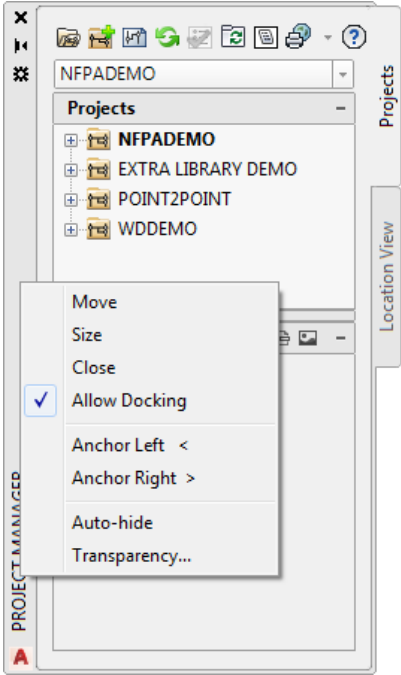 NFPADEMO
Projects
NFPADEMO
EXTRA LIBRARY DEMO
POINT2POINT
WDDEMO
Move
Size
Close
Allow Docking
Anchor Left <
Anchor Right >
Auto-hide
Transparency...
Projects
Location View
PROJECT MANAGER
A